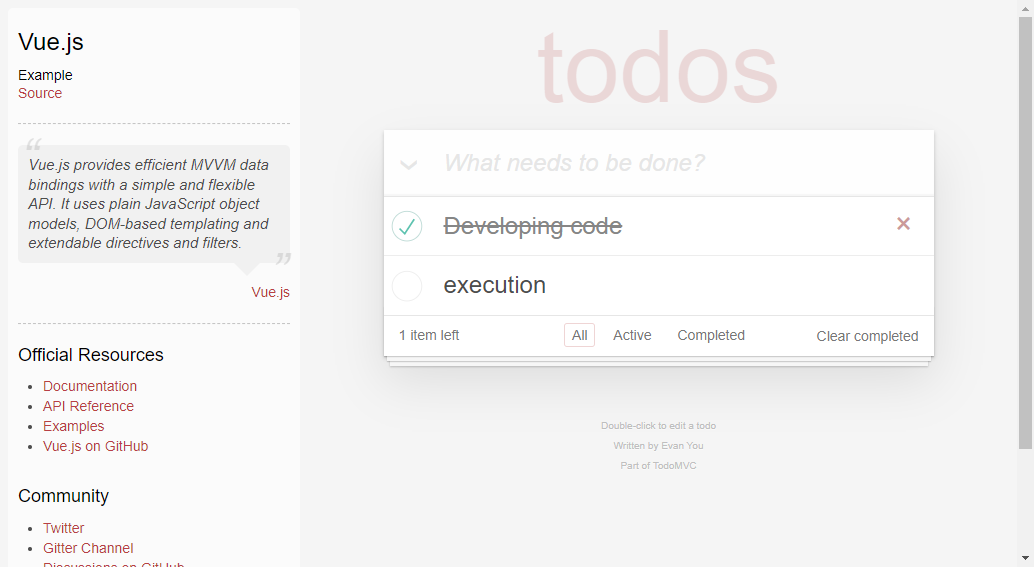 Vue.js
Example
Source
“
Vue.js provides efficient MVVM data
bindings with a simple and flexible
API. It uses plain JavaScript object
models, DOM-based templating and
extendable directives and filters.
”
Vue.js
Official Resources
Documentation
API Reference
Examples
Vue.js on GitHub
Community
Twitter
Gitter Channel
Discussions on GitHub
todos
What needs to be done?
Developing code
execution
1 item left All Active Completed Clear completed
Double-click to edit a todo
Written by Evan You
Part of TodoMVC